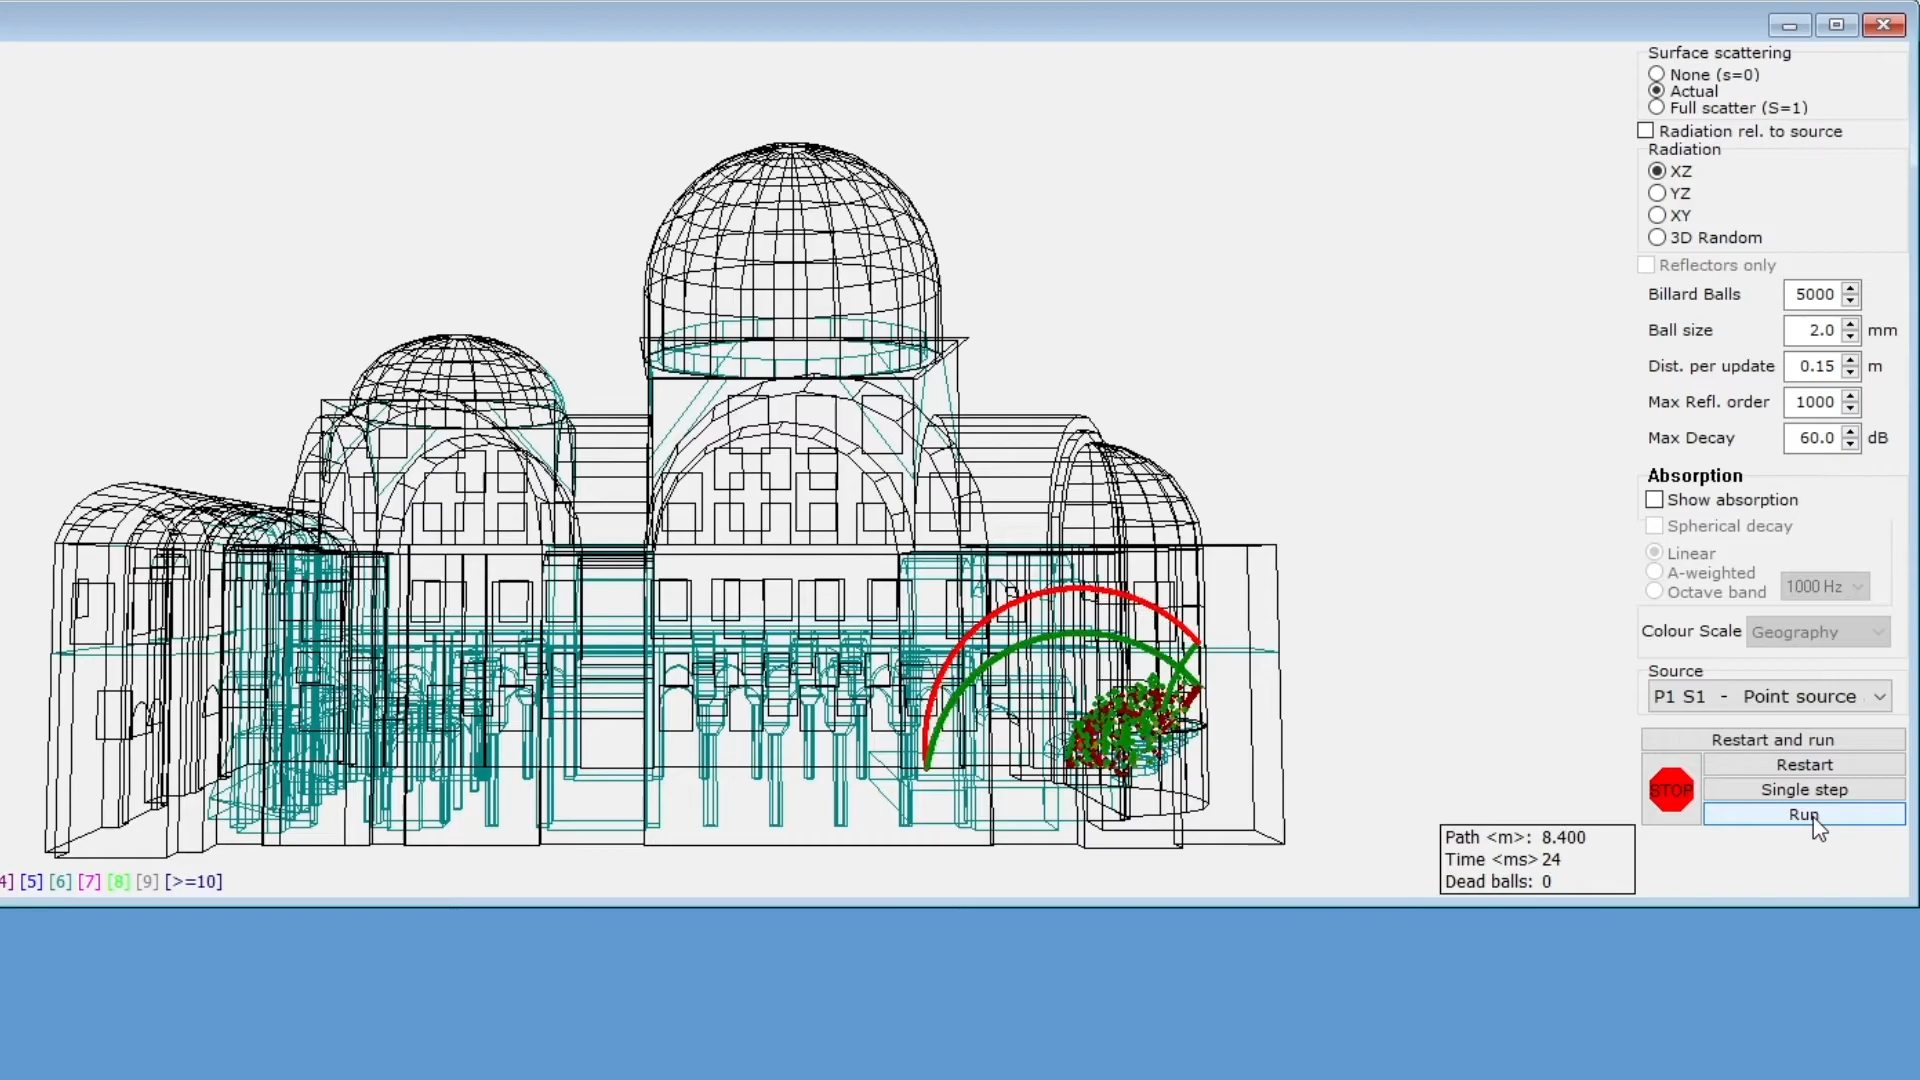 Surface scattering
None (s=0)
Actual
Full scatter (S=1)
Radiation rel. to source
Radiation
XZ
YZ
XY
3D Random
Reflectors only
Billard Balls 5000
Ball size 2.0 mm
Dist. per update 0.15 m
Max Refl. order 1000
Max Decay 60.0 dB
Absorption
Show absorption
Spherical decay
Linear
A-weighted
Octave band 1000 Hz
Colour Scale Geography
Source
P1 S1 - Point source
Restart and run
Restart
STOP
Single step
Run
Path <m>: 8.400
Time <ms> 24
Dead balls: 0
4] [5] [6] [7] [8] [9] [>=10]